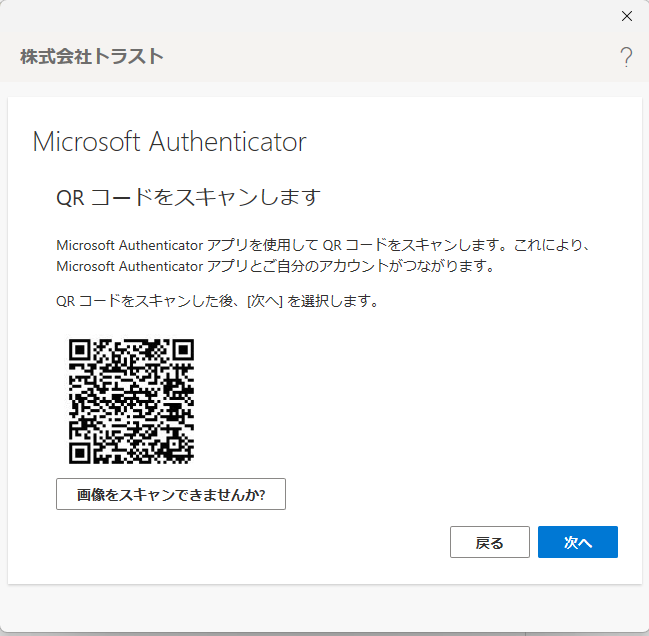 株式会社トラスト
?
Microsoft Authenticator
QR コードをスキャンします
Microsoft Authenticator アプリを使用して QR コードをスキャンします。これにより、
Microsoft Authenticator アプリとご自分のアカウントがつながります。
QR コードをスキャンした後、[次へ] を選択します。
画像をスキャンできませんか?
戻る
次へ